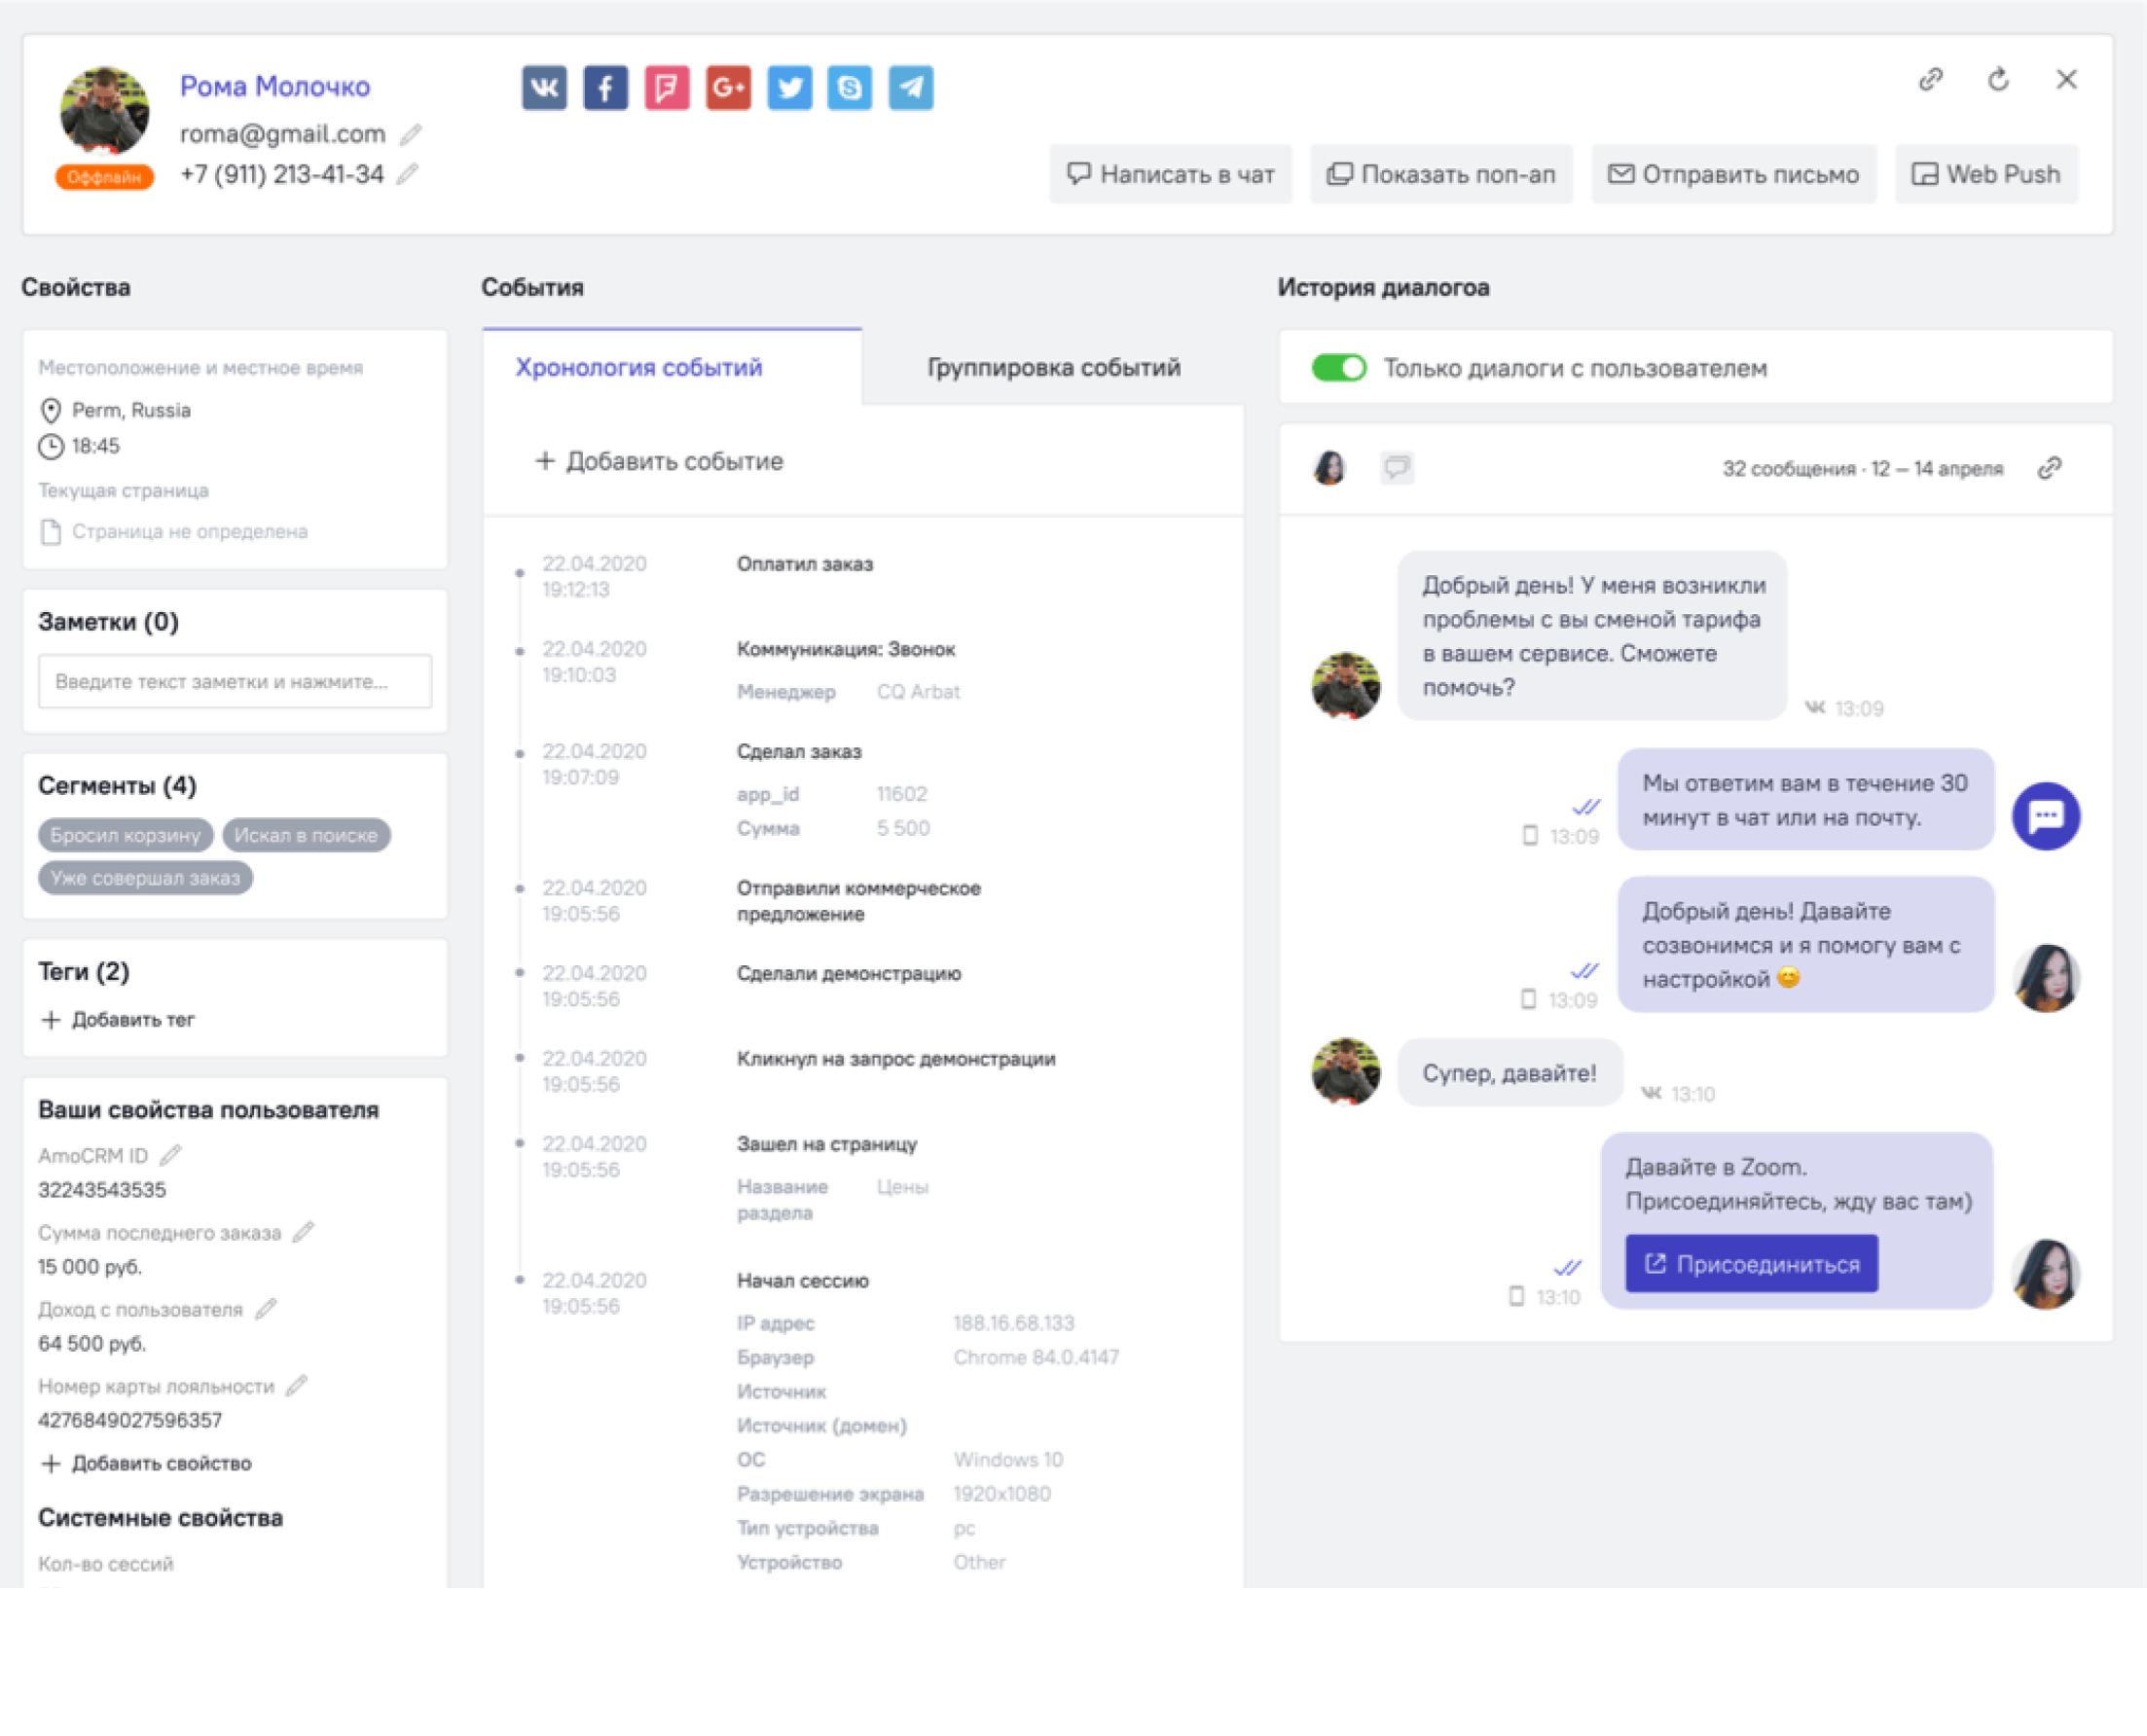 Рома Молочко
roma@gmail.com
+7 (911) 213-41-34
Оффлайн
Написать в чат
Показать поп-ап
Отправить письмо
Web Push
Свойства
Местоположение и местное время
Perm, Russia
18:45
Текущая страница
Страница не определена
Заметки (0)
Введите текст заметки и нажмите...
Сегменты (4)
Бросил корзину
Искал в поиске
Уже совершал заказ
Теги (2)
+ Добавить тег
Ваши свойства пользователя
AmoCRM ID
32243543535
Сумма последнего заказа
15 000 руб.
Доход с пользователя
64 500 руб.
Номер карты лояльности
4276849027596357
+ Добавить свойство
Системные свойства
Кол-во сессий
События
Хронология событий
Группировка событий
+ Добавить событие
22.04.2020
19:12:13
Оплатил заказ
22.04.2020
19:10:03
Коммуникация: Звонок
Менеджер CQ Arbat
22.04.2020
19:07:09
Сделал заказ
app_id 11602
Сумма 5 500
22.04.2020
19:05:56
Отправили коммерческое
предложение
22.04.2020
19:05:56
Сделали демонстрацию
22.04.2020
19:05:56
Кликнул на запрос демонстрации
22.04.2020
19:05:56
Зашел на страницу
Название Цены
раздела
22.04.2020
19:05:56
Начал сессию
IP адрес 188.16.68.133
Браузер Chrome 84.0.4147
Источник
Источник (домен)
ОС Windows 10
Разрешение экрана 1920x1080
Тип устройства pc
Устройство Other
История диалогоа
Только диалоги с пользователем
32 сообщения · 12 – 14 апреля
Добрый день! У меня возникли
проблемы с вы сменой тарифа
в вашем сервисе. Сможете
помочь?
13:09
Мы ответим вам в течение 30
минут в чат или на почту.
13:09
Добрый день! Давайте
созвонимся и я помогу вам с
настройкой 😊
13:09
Супер, давайте!
13:10
Давайте в Zoom.
Присоединяйтесь, жду вас там)
Присоединиться
13:10